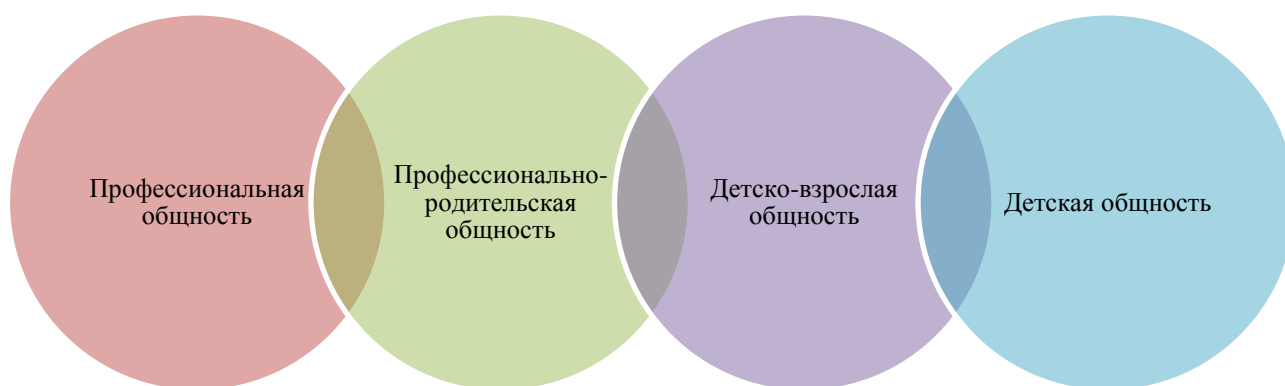 Профессиональная
общность
Профессионально-
родительская
общность
Детско-взрослая
общность
Детская общность